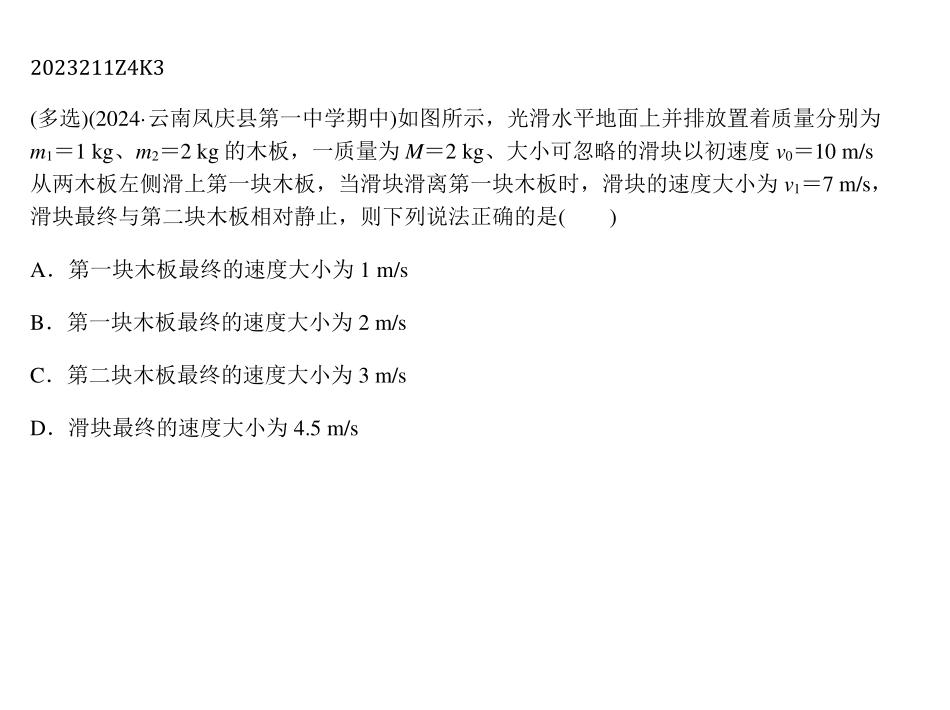 2023211Z4K3
(多选)(2024·云南凤庆县第一中学期中)如图所示，光滑水平地面上并排放置着质量分别为
m₁＝1 kg、m₂＝2 kg 的木板，一质量为 M＝2 kg、大小可忽略的滑块以初速度 v₀＝10 m/s
从两木板左侧滑上第一块木板，当滑块滑离第一块木板时，滑块的速度大小为 v₁＝7 m/s，
滑块最终与第二块木板相对静止，则下列说法正确的是(　　)
A．第一块木板最终的速度大小为 1 m/s
B．第一块木板最终的速度大小为 2 m/s
C．第二块木板最终的速度大小为 3 m/s
D．滑块最终的速度大小为 4.5 m/s